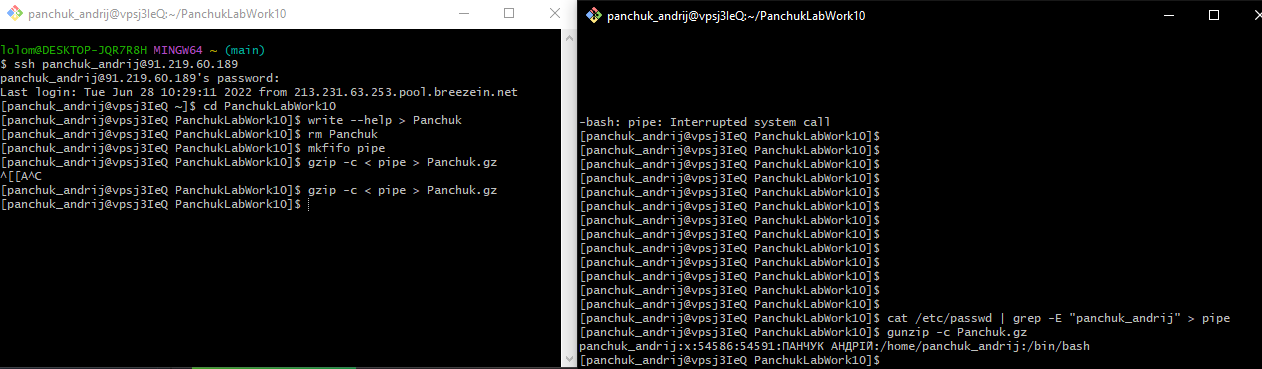 panchuk_andrij@vpsj3IeQ:~/PanchukLabWork10
lolom@DESKTOP-JQR7R8H MINGW64 ~ (main)
$ ssh panchuk_andrij@91.219.60.189
panchuk_andrij@91.219.60.189's password:
Last login: Tue Jun 28 10:29:11 2022 from 213.231.63.253.pool.breezein.net
[panchuk_andrij@vpsj3IeQ ~]$ cd PanchukLabWork10
[panchuk_andrij@vpsj3IeQ PanchukLabWork10]$ write --help > Panchuk
[panchuk_andrij@vpsj3IeQ PanchukLabWork10]$ rm Panchuk
[panchuk_andrij@vpsj3IeQ PanchukLabWork10]$ mkfifo pipe
[panchuk_andrij@vpsj3IeQ PanchukLabWork10]$ gzip -c < pipe > Panchuk.gz
^[[A^C
[panchuk_andrij@vpsj3IeQ PanchukLabWork10]$ gzip -c < pipe > Panchuk.gz
[panchuk_andrij@vpsj3IeQ PanchukLabWork10]$
panchuk_andrij@vpsj3IeQ:~/PanchukLabWork10
-bash: pipe: Interrupted system call
[panchuk_andrij@vpsj3IeQ PanchukLabWork10]$
[panchuk_andrij@vpsj3IeQ PanchukLabWork10]$
[panchuk_andrij@vpsj3IeQ PanchukLabWork10]$
[panchuk_andrij@vpsj3IeQ PanchukLabWork10]$
[panchuk_andrij@vpsj3IeQ PanchukLabWork10]$
[panchuk_andrij@vpsj3IeQ PanchukLabWork10]$
[panchuk_andrij@vpsj3IeQ PanchukLabWork10]$
[panchuk_andrij@vpsj3IeQ PanchukLabWork10]$
[panchuk_andrij@vpsj3IeQ PanchukLabWork10]$
[panchuk_andrij@vpsj3IeQ PanchukLabWork10]$
[panchuk_andrij@vpsj3IeQ PanchukLabWork10]$
[panchuk_andrij@vpsj3IeQ PanchukLabWork10]$
[panchuk_andrij@vpsj3IeQ PanchukLabWork10]$
[panchuk_andrij@vpsj3IeQ PanchukLabWork10]$ cat /etc/passwd | grep -E "panchuk_andrij" > pipe
[panchuk_andrij@vpsj3IeQ PanchukLabWork10]$ gunzip -c Panchuk.gz
panchuk_andrij:x:54586:54591:ПАНЧУК АНДРІЙ:/home/panchuk_andrij:/bin/bash
[panchuk_andrij@vpsj3IeQ PanchukLabWork10]$